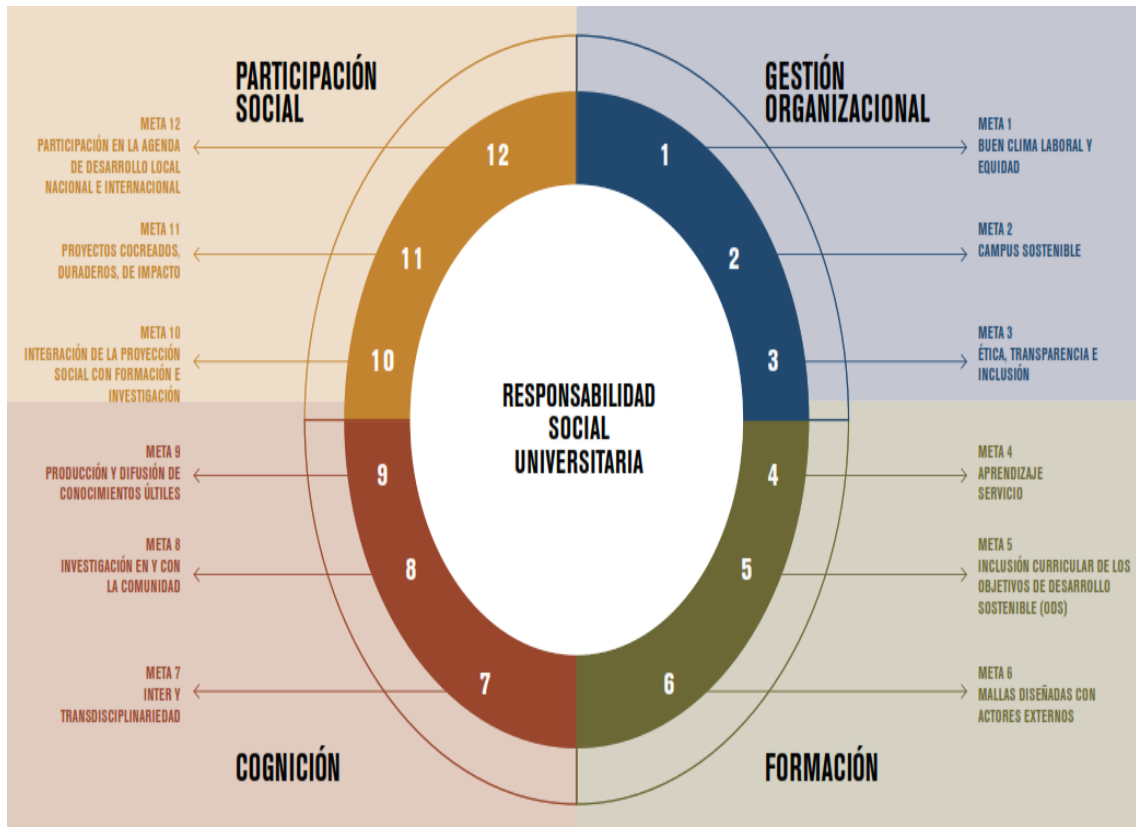 PARTICIPACIÓN
SOCIAL
GESTIÓN
ORGANIZACIONAL
META 12
PARTICIPACIÓN EN LA AGENDA
DE DESARROLLO LOCAL
NACIONAL E INTERNACIONAL
12
1
META 1
BUEN CLIMA LABORAL Y
EQUIDAD
META 11
PROYECTOS COCREADOS,
DURADEROS, DE IMPACTO
11
2
META 2
CAMPUS SOSTENIBLE
META 10
INTEGRACIÓN DE LA PROYECCIÓN
SOCIAL CON FORMACIÓN E
INVESTIGACIÓN
10
3
META 3
ÉTICA, TRANSPARENCIA E
INCLUSIÓN
RESPONSABILIDAD
SOCIAL
UNIVERSITARIA
META 9
PRODUCCIÓN Y DIFUSIÓN DE
CONOCIMIENTOS ÚLTILES
9
4
META 4
APRENDIZAJE
SERVICIO
META 8
INVESTIGACIÓN EN Y CON
LA COMUNIDAD
8
5
META 5
INCLUSIÓN CURRICULAR DE LOS
OBJETIVOS DE DESARROLLO
SOSTENIBLE (ODS)
META 7
INTER Y
TRANSDISCIPLINARIEDAD
7
6
META 6
MALLAS DISEÑADAS CON
ACTORES EXTERNOS
COGNICIÓN
FORMACIÓN